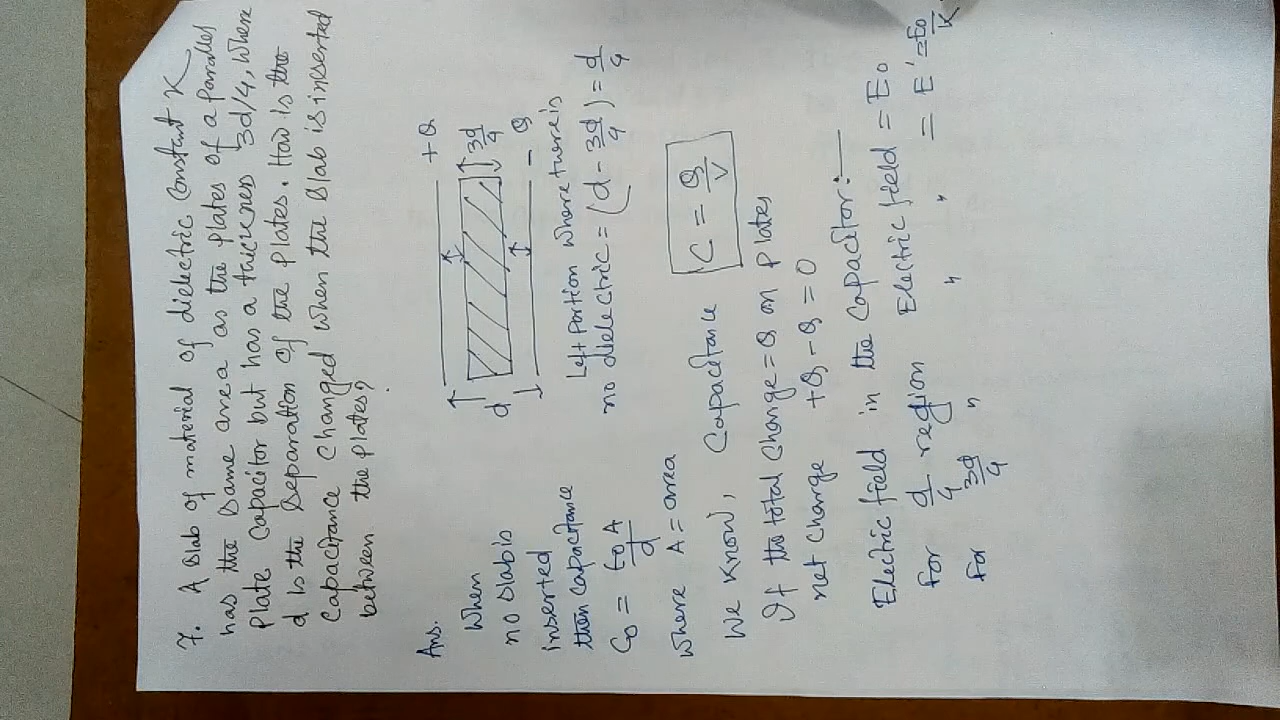 7. A slab of material of dielectric constant K
has the same area as the plates of a parallel
plate capacitor but has a thickness 3d/4, where
d is the separation of the plates. How is the
capacitance changed when the slab is inserted
between the plates?
Ans.
When
no slab is
inserted
then capacitance
C₀ = ε₀A/d
where A = area
+Q
d
3d/4
- Q
Left portion where there is
no dielectric = (d - 3d/4) = d/4
We know, capacitance C = Q/V
If the total charge = Q on plates
net charge +Q - Q = 0
Electric field in the capacitor:—
For d/4 region Electric field = E₀
For 3d/4 " " " = E' = E₀/K